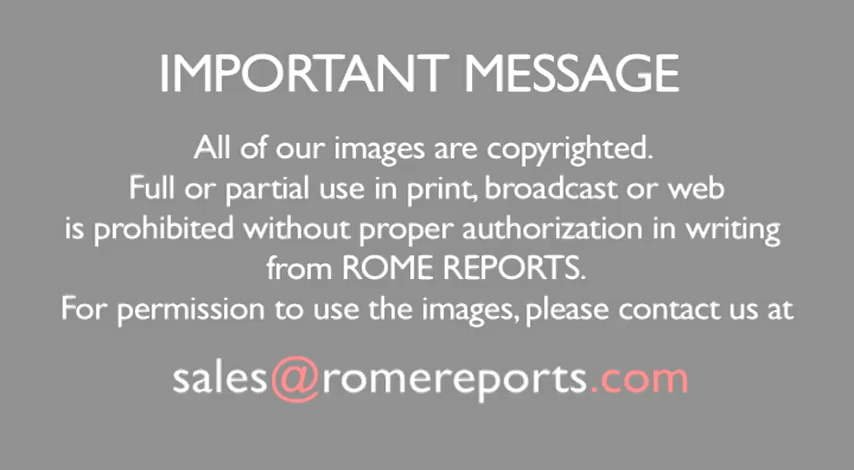 IMPORTANT MESSAGE
All of our images are copyrighted.
Full or partial use in print, broadcast or web
is prohibited without proper authorization in writing
from ROME REPORTS.
For permission to use the images, please contact us at
sales@romereports.com